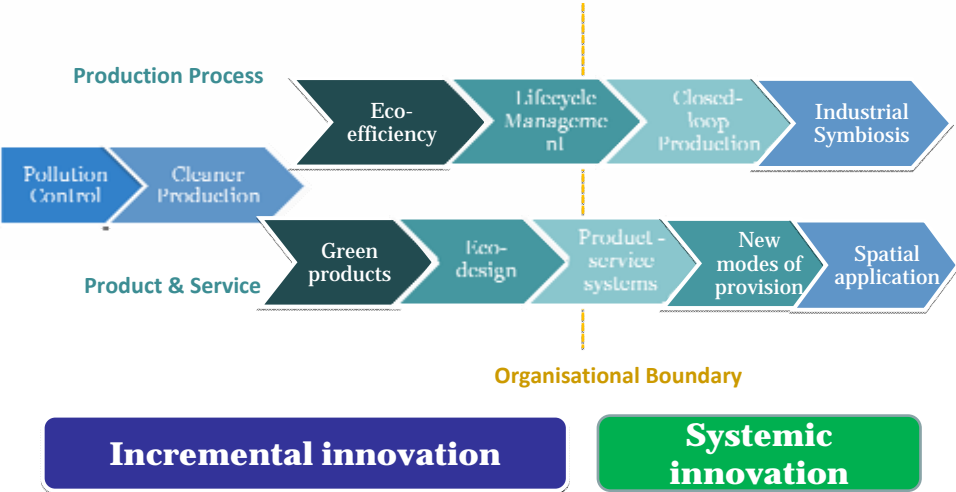 Production Process
Eco-
efficiency
Lifecycle
Manageme
nt
Closed-
loop
Production
Industrial
Symbiosis
Pollution
Control
Cleaner
Production
Product & Service
Green
products
Eco-
design
Product -
service
systems
New
modes of
provision
Spatial
application
Organisational Boundary
Incremental innovation
Systemic
innovation